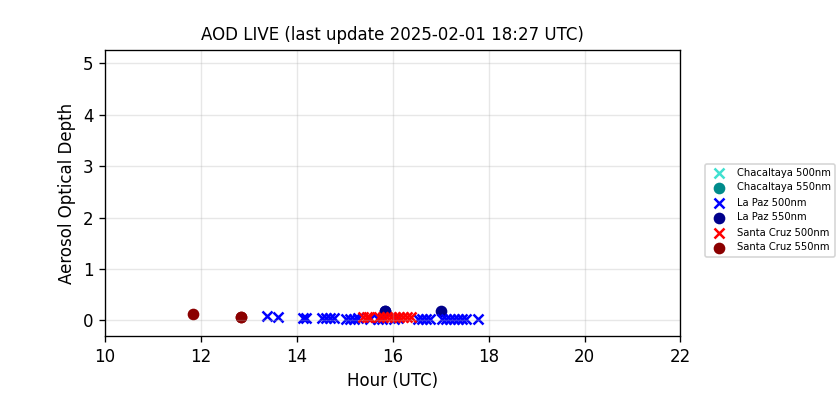 AOD LIVE (last update 2025-02-01 18:27 UTC)
Aerosol Optical Depth
5
4
3
2
1
0
10 12 14 16 18 20 22
Hour (UTC)
Chacaltaya 500nm
Chacaltaya 550nm
La Paz 500nm
La Paz 550nm
Santa Cruz 500nm
Santa Cruz 550nm